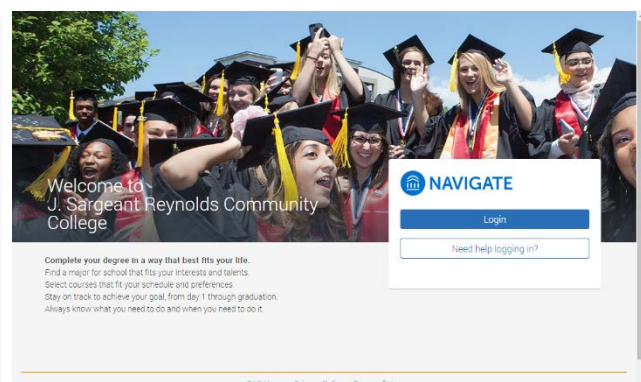 Welcome to
J. Sargeant Reynolds Community
College
NAVIGATE
Login
Need help logging in?
Complete your degree in a way that best fits your life.
Find a major for school that fits your interests and talents.
Select courses that fit your schedule and preferences.
Stay on track to achieve your goal, from day 1 through graduation.
Always know what you need to do and when you need to do it.